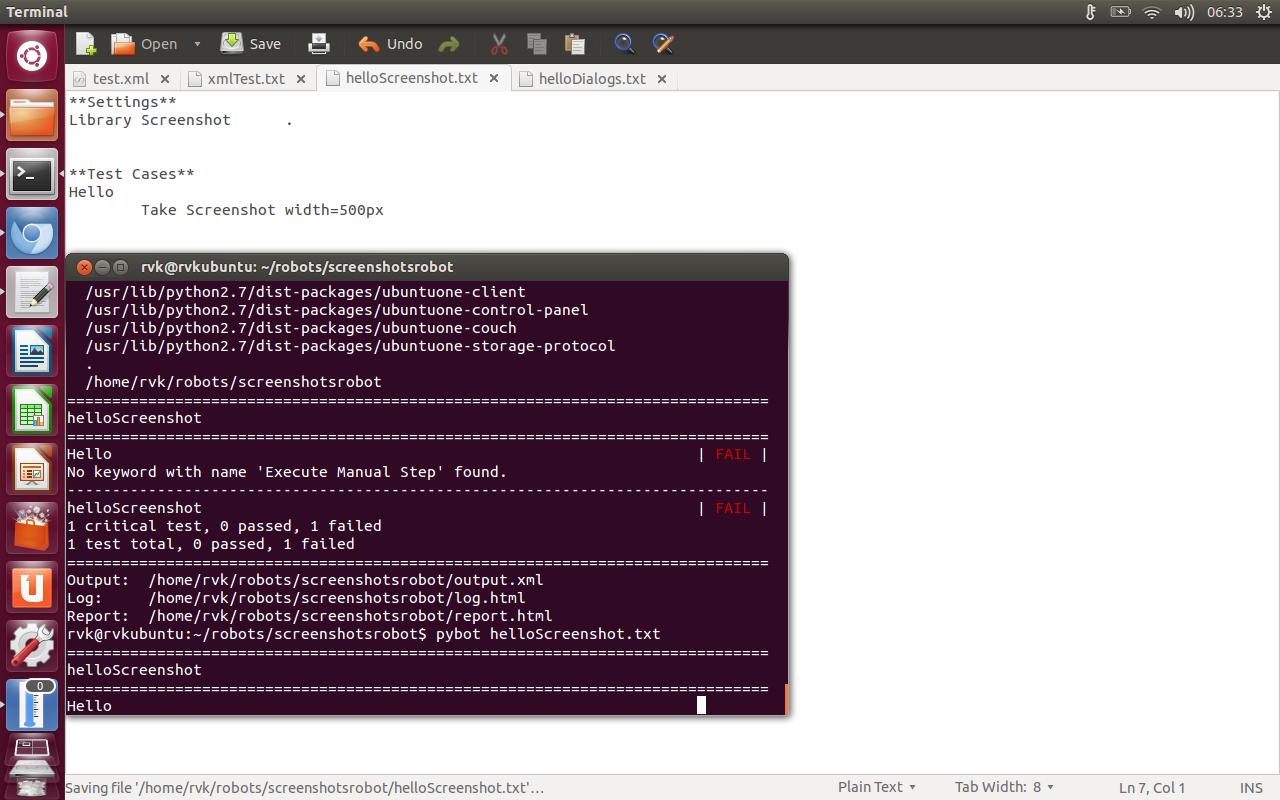 Terminal
06:33
Open
Save
Undo
test.xml
xmlTest.txt
helloScreenshot.txt
helloDialogs.txt
**Settings**
Library Screenshot      .
**Test Cases**
Hello
        Take Screenshot width=500px
rvk@rvkubuntu: ~/robots/screenshotsrobot
  /usr/lib/python2.7/dist-packages/ubuntuone-client
  /usr/lib/python2.7/dist-packages/ubuntuone-control-panel
  /usr/lib/python2.7/dist-packages/ubuntuone-couch
  /usr/lib/python2.7/dist-packages/ubuntuone-storage-protocol
  .
  /home/rvk/robots/screenshotsrobot
==============================================================================
helloScreenshot
==============================================================================
Hello                                                                 | FAIL |
No keyword with name 'Execute Manual Step' found.
------------------------------------------------------------------------------
helloScreenshot                                                       | FAIL |
1 critical test, 0 passed, 1 failed
1 test total, 0 passed, 1 failed
==============================================================================
Output:  /home/rvk/robots/screenshotsrobot/output.xml
Log:     /home/rvk/robots/screenshotsrobot/log.html
Report:  /home/rvk/robots/screenshotsrobot/report.html
rvk@rvkubuntu:~/robots/screenshotsrobot$ pybot helloScreenshot.txt
==============================================================================
helloScreenshot
==============================================================================
Hello
0
Saving file '/home/rvk/robots/screenshotsrobot/helloScreenshot.txt'…
Plain Text
Tab Width: 8
Ln 7, Col 1
INS